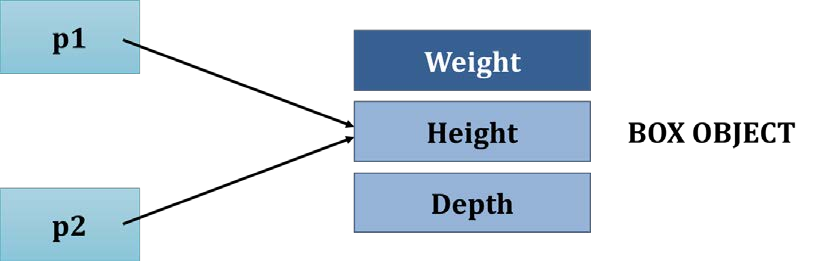 p1
Weight
Height
BOX OBJECT
Depth
p2